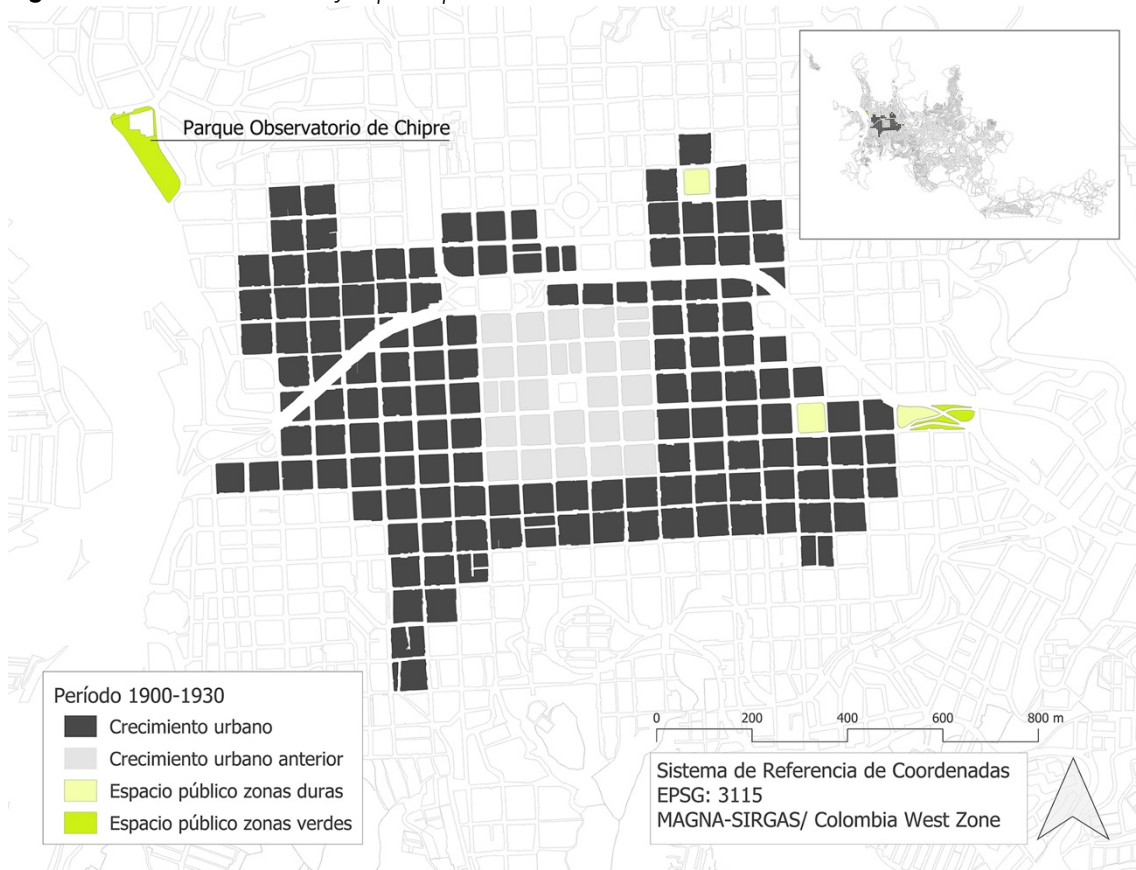 Parque Observatorio de Chipre
Período 1900-1930
Crecimiento urbano
Crecimiento urbano anterior
Espacio público zonas duras
Espacio público zonas verdes
0 200 400 600 800 m
Sistema de Referencia de Coordenadas
EPSG: 3115
MAGNA-SIRGAS/ Colombia West Zone